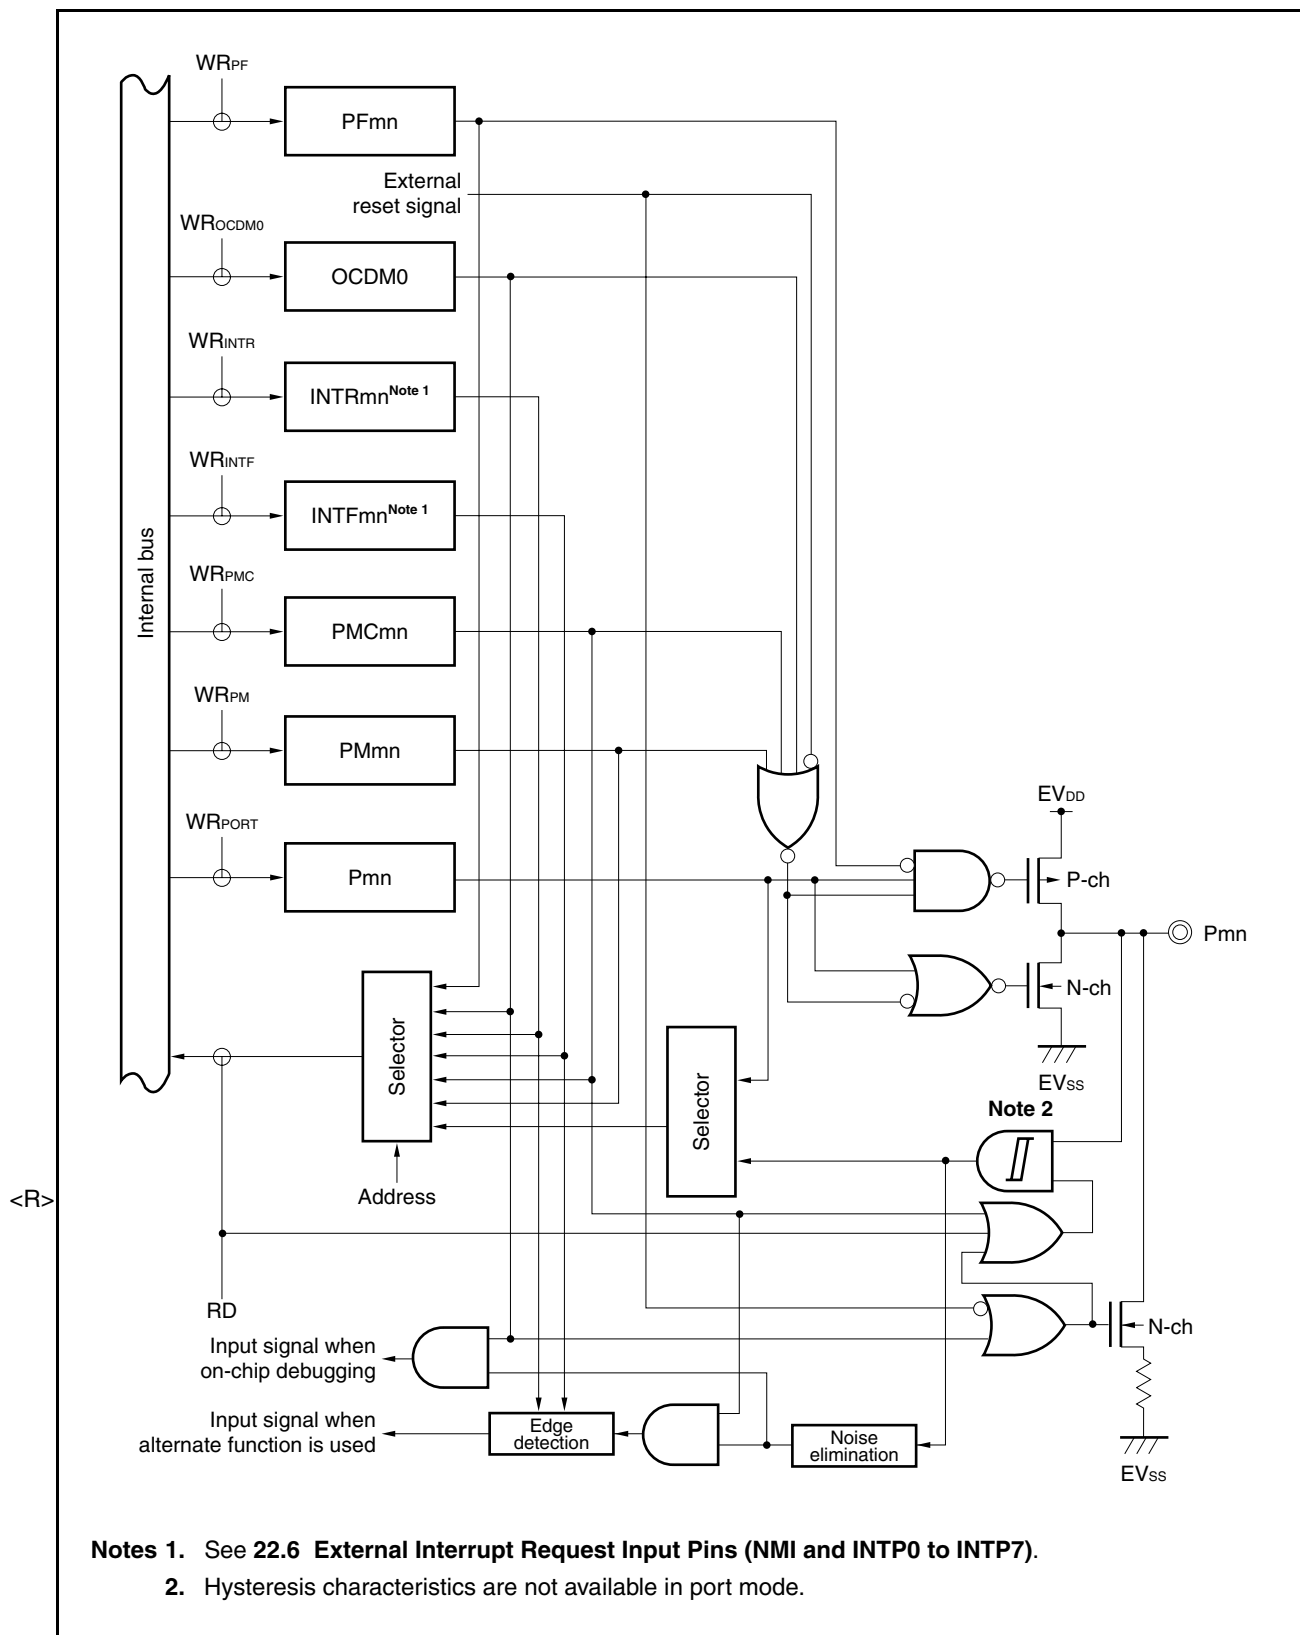 WRPF
PFmn
External
reset signal
WROCDM0
OCDM0
WRINTR
INTRmnNote 1
WRINTF
INTFmnNote 1
Internal bus
WRPMC
PMCmn
WRPM
PMmn
EVDD
WRPORT
Pmn
P-ch
Pmn
N-ch
Selector
Selector
EVSS
Note 2
Address
<R>
RD
N-ch
Input signal when
on-chip debugging
Input signal when
alternate function is used
Edge
detection
Noise
elimination
EVSS
Notes 1. See 22.6 External Interrupt Request Input Pins (NMI and INTP0 to INTP7).
2. Hysteresis characteristics are not available in port mode.